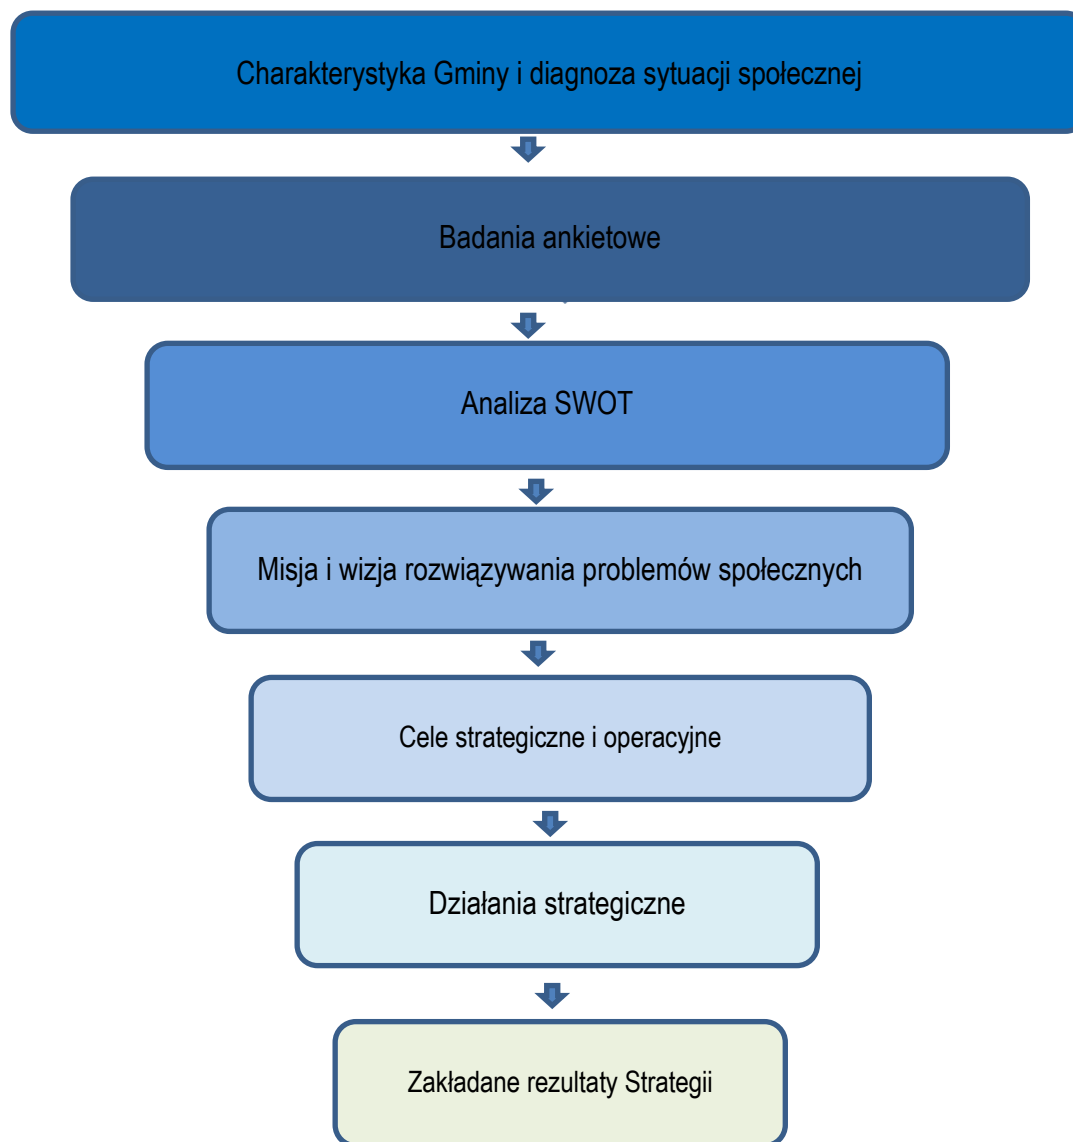 Charakterystyka Gminy i diagnoza sytuacji społecznej
Badania ankietowe
Analiza SWOT
Misja i wizja rozwiązywania problemów społecznych
Cele strategiczne i operacyjne
Działania strategiczne
Zakładane rezultaty Strategii